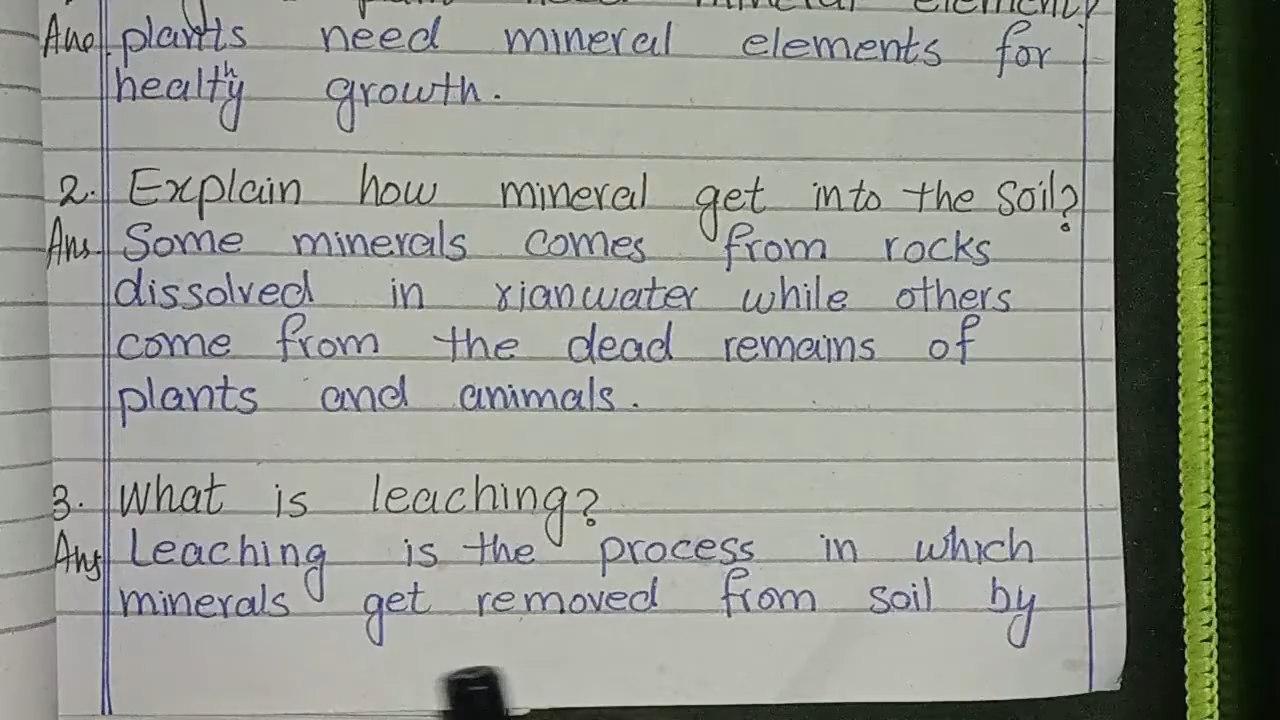 mineral element?
Ans. plants need mineral elements for
healthy growth.
2. Explain how mineral get into the soil?
Ans. Some minerals comes from rocks
dissolved in rianwater while others
come from the dead remains of
plants and animals.
3. What is leaching?
Ans Leaching is the process in which
minerals get removed from soil by